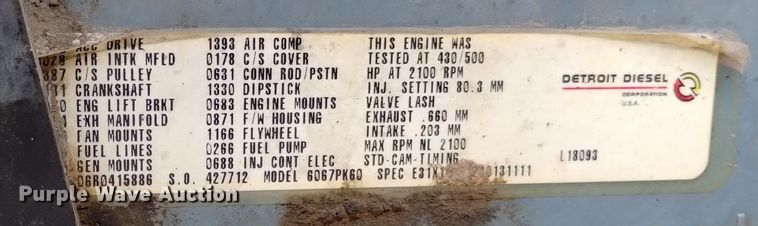 ACC DRIVE 1393 AIR COMP THIS ENGINE WAS
AIR INTK MFLD 0178 C/S COVER TESTED AT 430/500
C/S PULLEY 0631 CONN ROD/PSTN HP AT 2100 RPM
CRANKSHAFT 1330 DIPSTICK INJ. SETTING 80.3 MM
ENG LIFT BRKT 0683 ENGINE MOUNTS VALVE LASH
EXH MANIFOLD 0871 F/W HOUSING EXHAUST .660 MM
FAN MOUNTS 1166 FLYWHEEL INTAKE .203 MM
FUEL LINES 0266 FUEL PUMP MAX RPM NL 2100
GEN MOUNTS 0688 INJ CONT ELEC STD-CAM-TIMING
06R0415886 S.O. 427712 MODEL 6067PK60 SPEC
DETROIT DIESEL
CORPORATION
U.S.A.
L18093
Purple Wave Auction